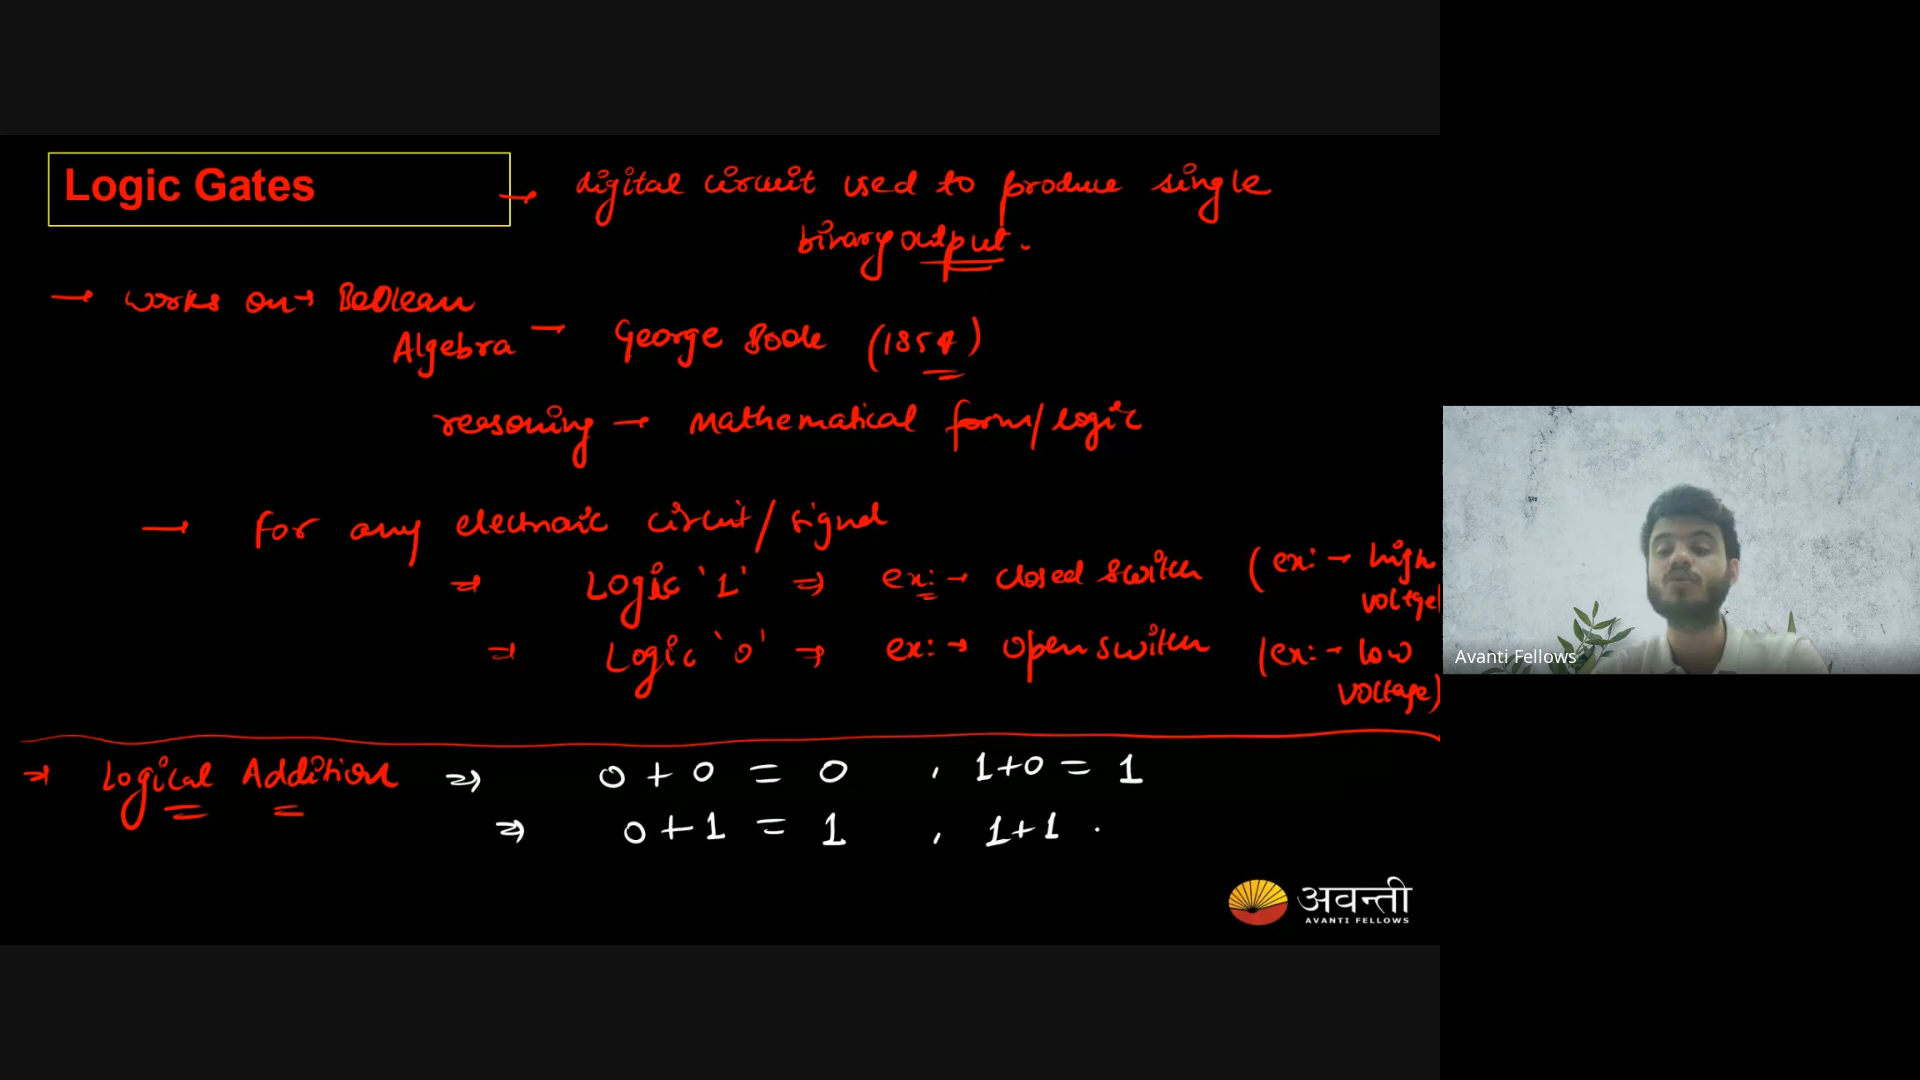 Logic Gates → digital circuit used to produce single
binary output.
→ works on → Boolean
Algebra → George Boole (1854)
reasoning → Mathematical form/logic
→ for any electronic circuit/signal
⇒ Logic '1' ⇒ ex: → closed switch (ex: → high
voltge)
⇒ Logic '0' ⇒ ex: → open switch (ex: → low
voltage)
⇒ Logical Addition ⇒ 0 + 0 = 0 , 1+0 = 1
⇒ 0+1 = 1 , 1+1 .
अवन्ती
AVANTI FELLOWS
Avanti Fellows